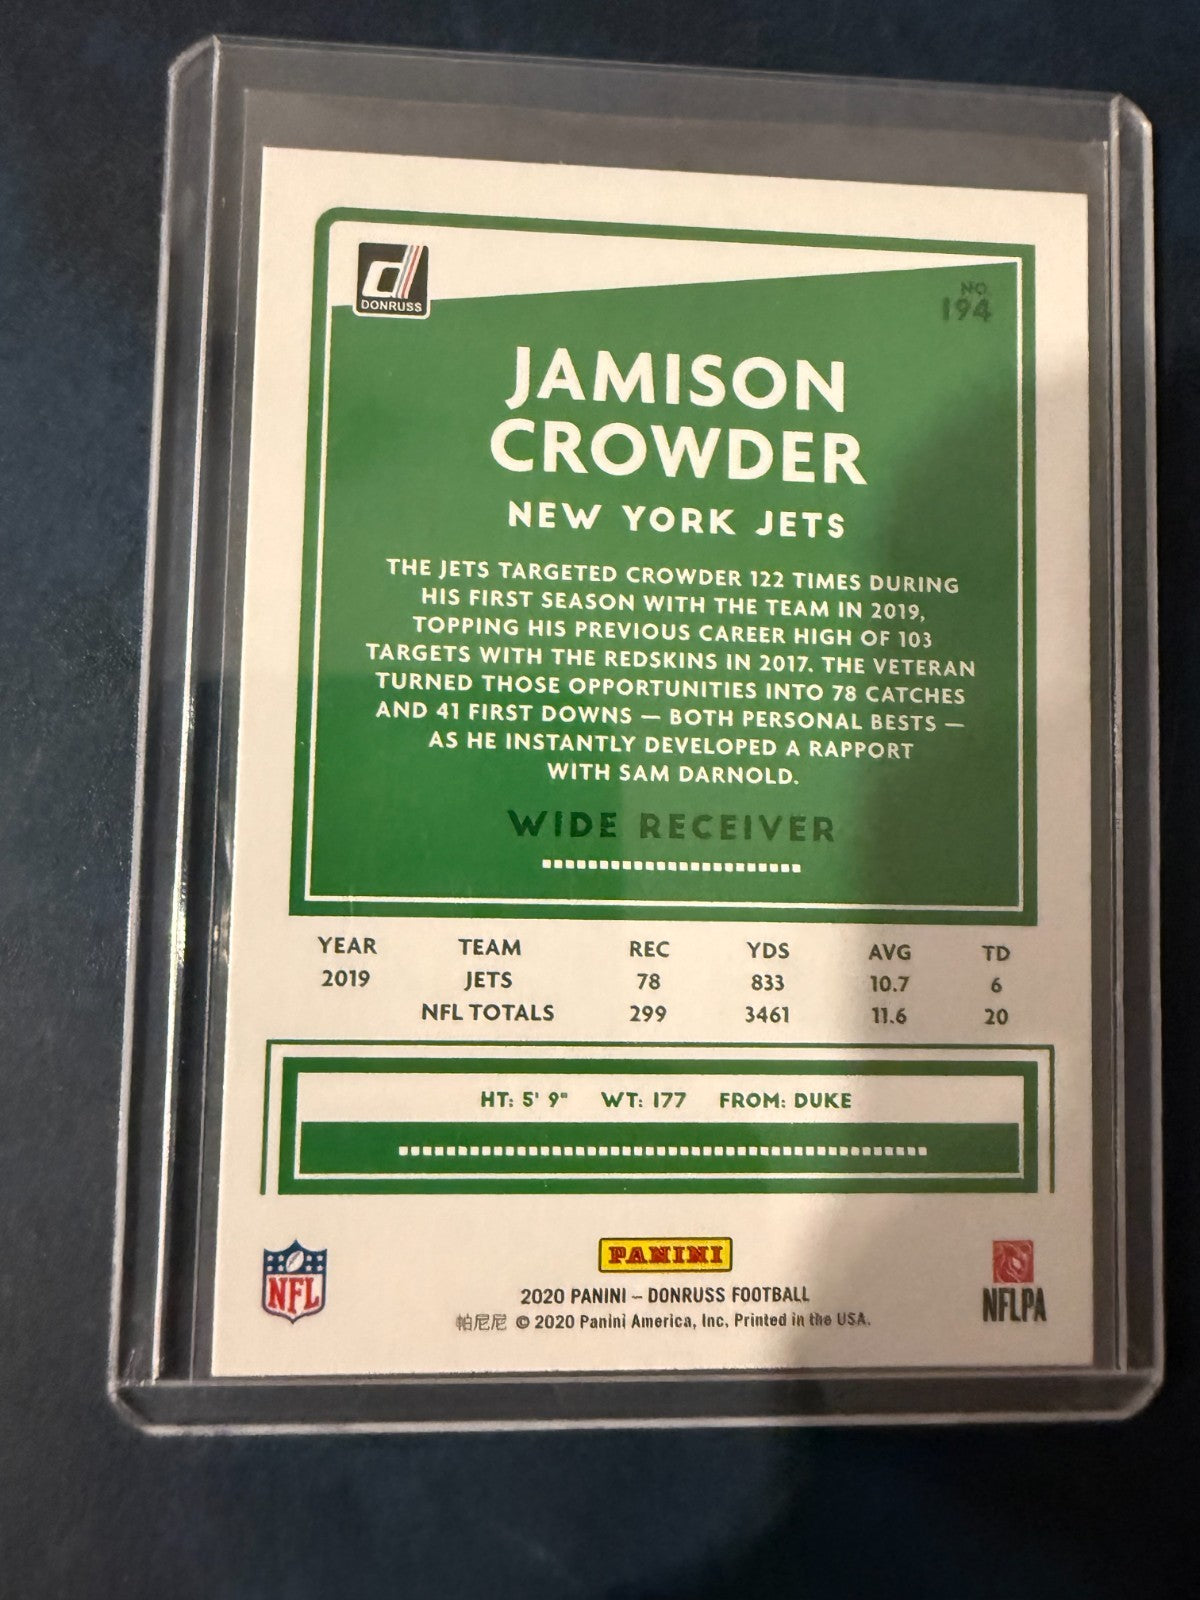 DONRUSS
NO.
194
JAMISON
CROWDER
NEW YORK JETS
THE JETS TARGETED CROWDER 122 TIMES DURING
HIS FIRST SEASON WITH THE TEAM IN 2019,
TOPPING HIS PREVIOUS CAREER HIGH OF 103
TARGETS WITH THE REDSKINS IN 2017. THE VETERAN
TURNED THOSE OPPORTUNITIES INTO 78 CATCHES
AND 41 FIRST DOWNS — BOTH PERSONAL BESTS —
AS HE INSTANTLY DEVELOPED A RAPPORT
WITH SAM DARNOLD.
WIDE RECEIVER
YEAR TEAM REC YDS AVG TD
2019 JETS 78 833 10.7 6
NFL TOTALS 299 3461 11.6 20
HT: 5' 9" WT: 177 FROM: DUKE
NFL
PANINI
NFLPA
2020 PANINI – DONRUSS FOOTBALL
帕尼尼 © 2020 Panini America, Inc. Printed in the USA.